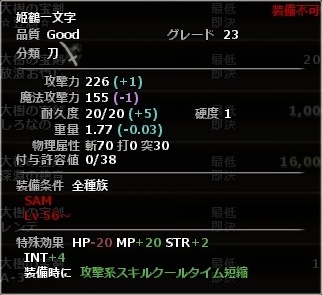 姫鶴一文字
装備不可
品質 Good グレード 23
分類 刀
攻撃力 226 (+1)
魔法攻撃力 155 (-1)
耐久度 20/20 (+5) 硬度 1
重量 1.77 (-0.03)
物理属性 斬70 打0 突30
付与許容値 0/38
装備条件 全種族
SAM
Lv 56～
特殊効果 HP-20 MP+20 STR+2
INT+4
装備時に 攻撃系スキルクールタイム短縮